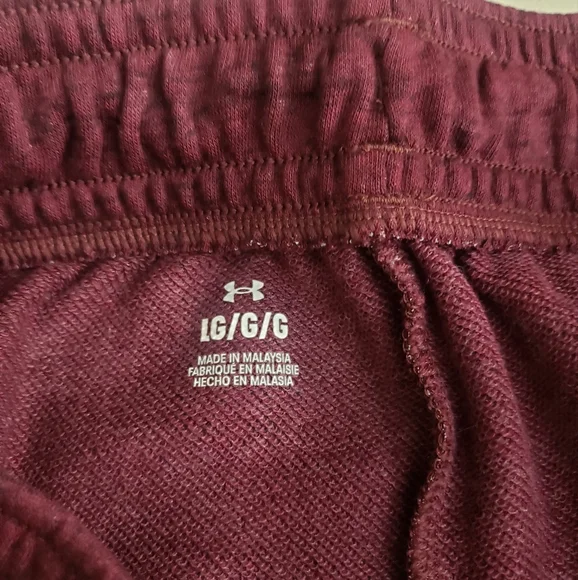 LG/G/G
MADE IN MALAYSIA
FABRIQUÉ EN MALAISIE
HECHO EN MALASIA